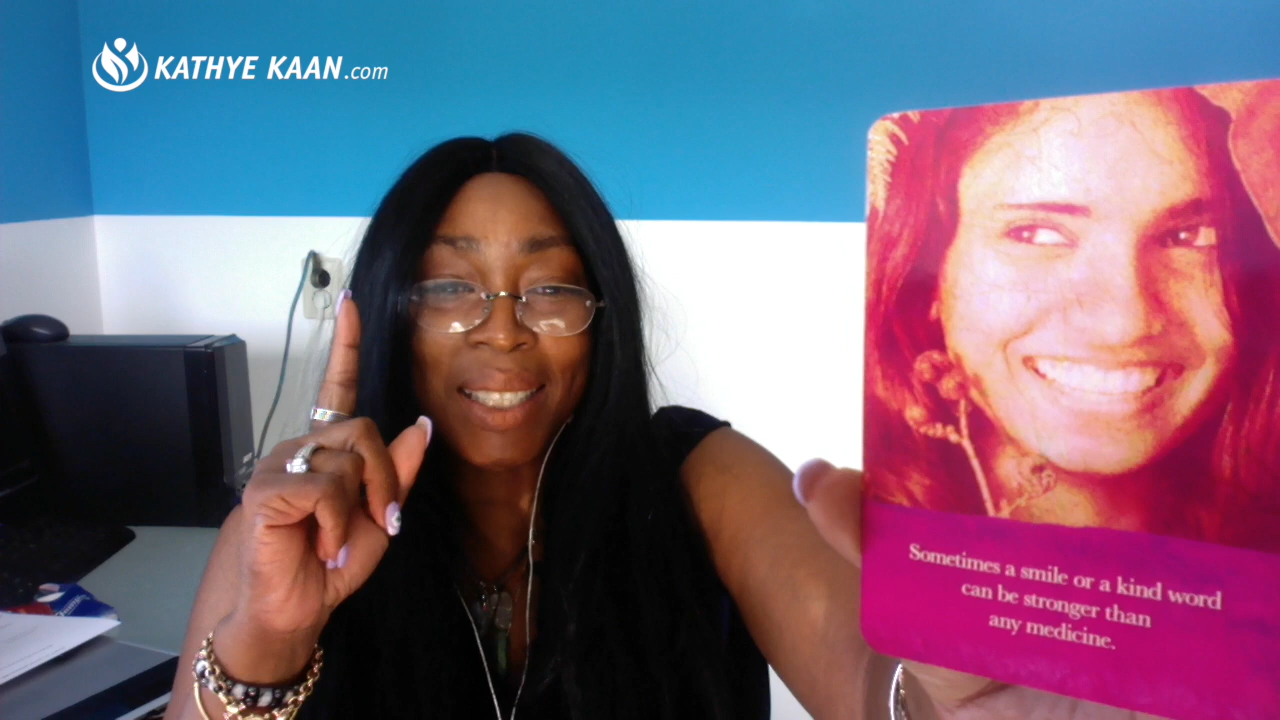 KATHYE KAAN.com
Sometimes a smile or a kind word
can be stronger than
any medicine.